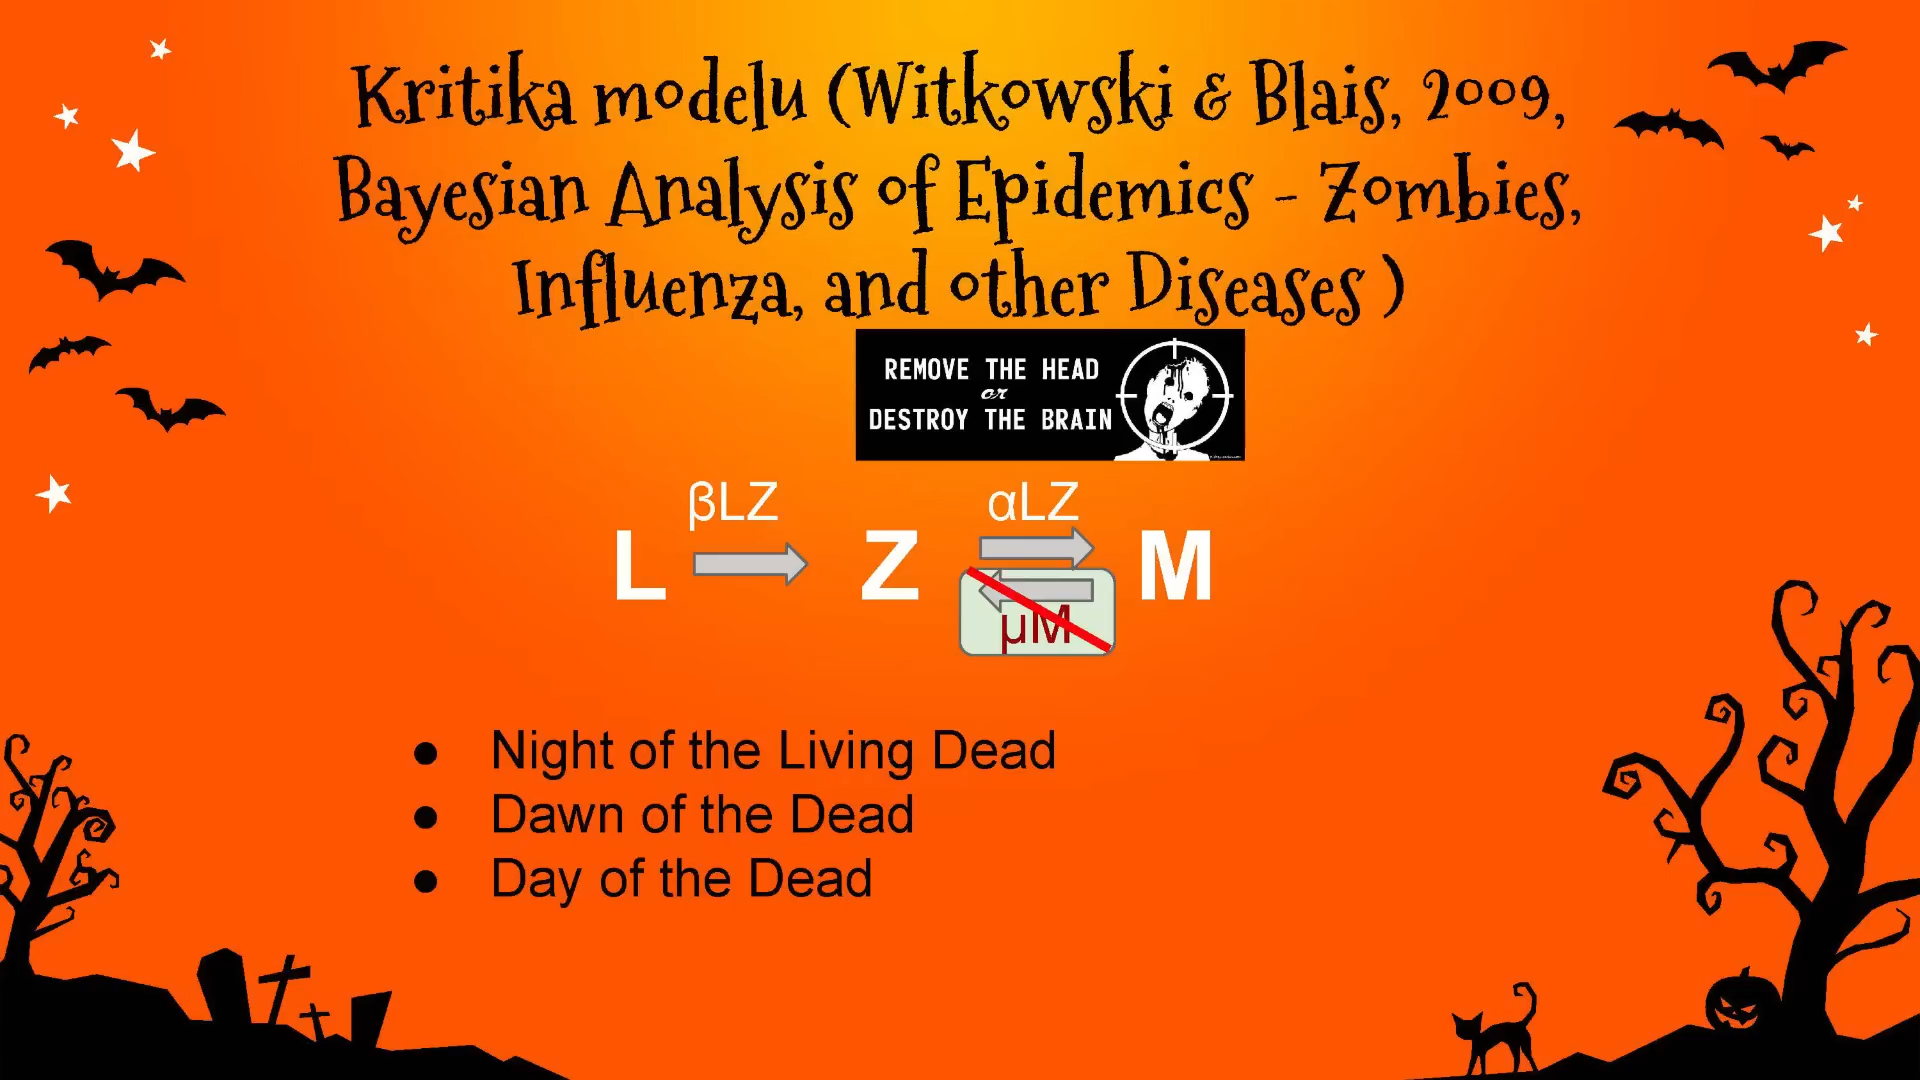 Kritika modelu (Witkowski & Blais, 2009,
Bayesian Analysis of Epidemics - Zombies,
Influenza, and other Diseases )
REMOVE THE HEAD
or
DESTROY THE BRAIN
βLZ αLZ
L Z M
μM
● Night of the Living Dead
● Dawn of the Dead
● Day of the Dead